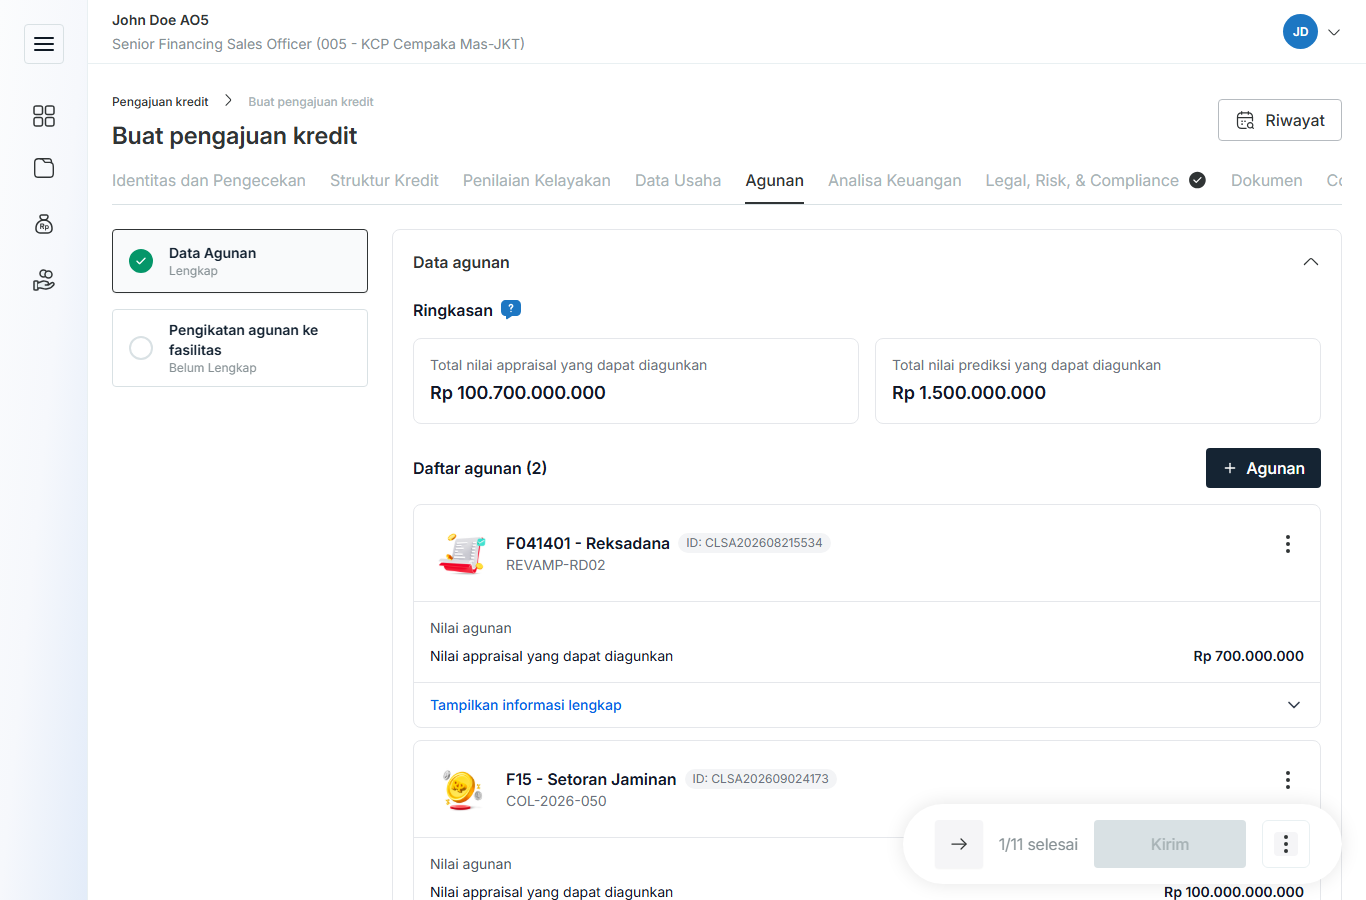 John Doe AO5
Senior Financing Sales Officer (005 - KCP Cempaka Mas-JKT)
JD
Pengajuan kredit
Buat pengajuan kredit
Buat pengajuan kredit
Riwayat
Identitas dan Pengecekan
Struktur Kredit
Penilaian Kelayakan
Data Usaha
Agunan
Analisa Keuangan
Legal, Risk, & Compliance
Dokumen
Data Agunan
Lengkap
Pengikatan agunan ke
fasilitas
Belum Lengkap
Data agunan
Ringkasan
?
Total nilai appraisal yang dapat diagunkan
Rp 100.700.000.000
Total nilai prediksi yang dapat diagunkan
Rp 1.500.000.000
Daftar agunan (2)
+ Agunan
F041401 - Reksadana
ID: CLSA202608215534
REVAMP-RD02
Nilai agunan
Nilai appraisal yang dapat diagunkan
Rp 700.000.000
Tampilkan informasi lengkap
F15 - Setoran Jaminan
ID: CLSA202609024173
COL-2026-050
Nilai agunan
Nilai appraisal yang dapat diagunkan
Rp 100.000.000.000
1/11 selesai
Kirim